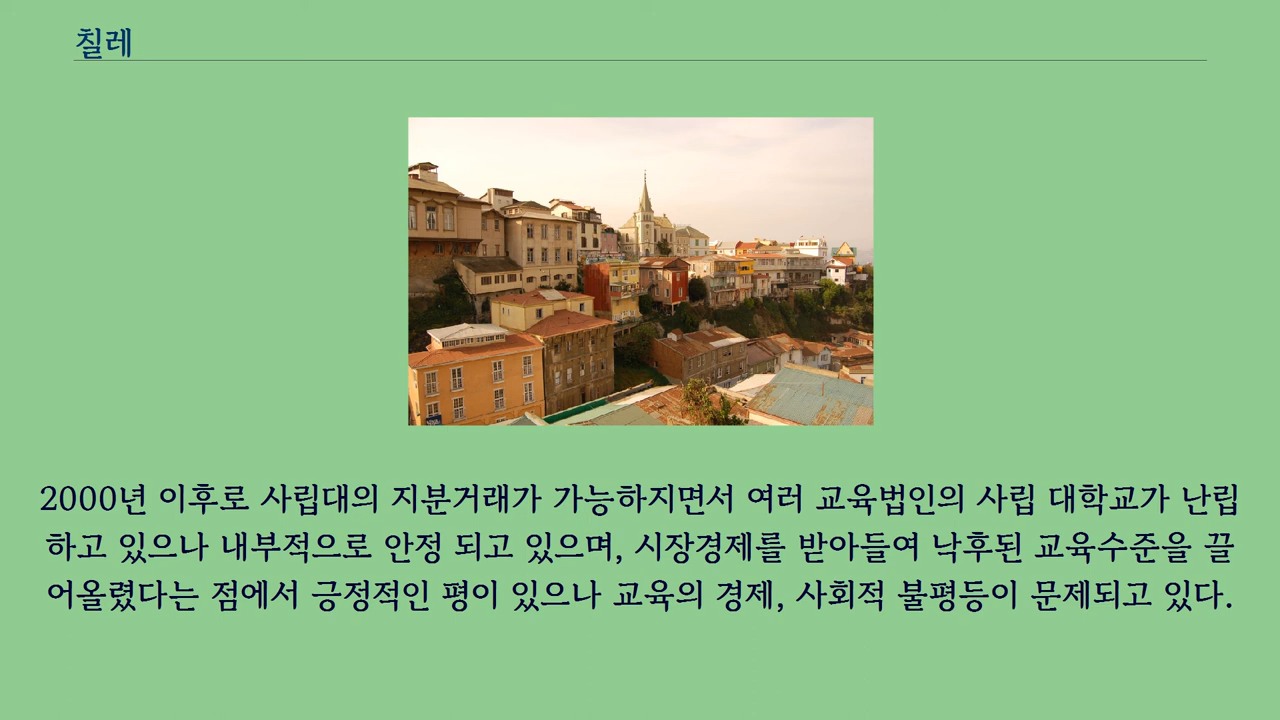 칠레
2000년 이후로 사립대의 지분거래가 가능하지면서 여러 교육법인의 사립 대학교가 난립
하고 있으나 내부적으로 안정 되고 있으며, 시장경제를 받아들여 낙후된 교육수준을 끌
어올렸다는 점에서 긍정적인 평이 있으나 교육의 경제, 사회적 불평등이 문제되고 있다.